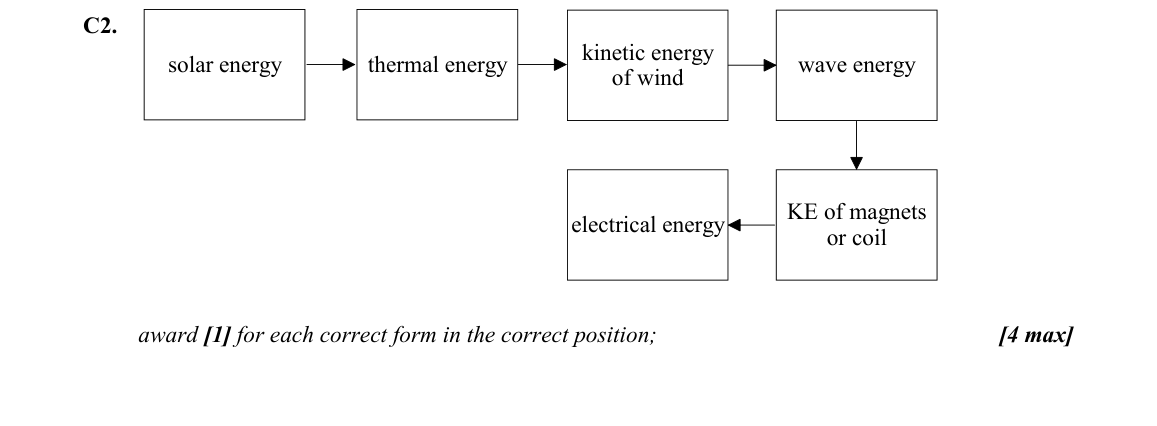 C2.
solar energy
thermal energy
kinetic energy
of wind
wave energy
KE of magnets
or coil
electrical energy
award [1] for each correct form in the correct position; [4 max]